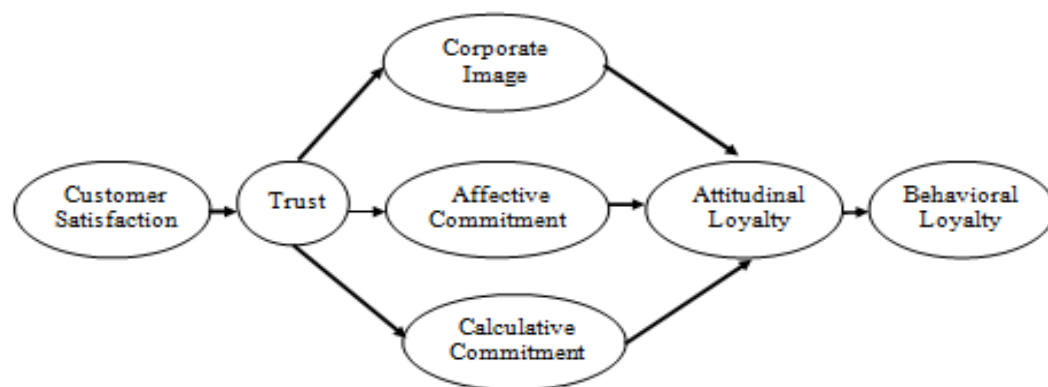 Corporate
Image
Customer
Satisfaction
Trust
Affective
Commitment
Attitudinal
Loyalty
Behavioral
Loyalty
Calculative
Commitment